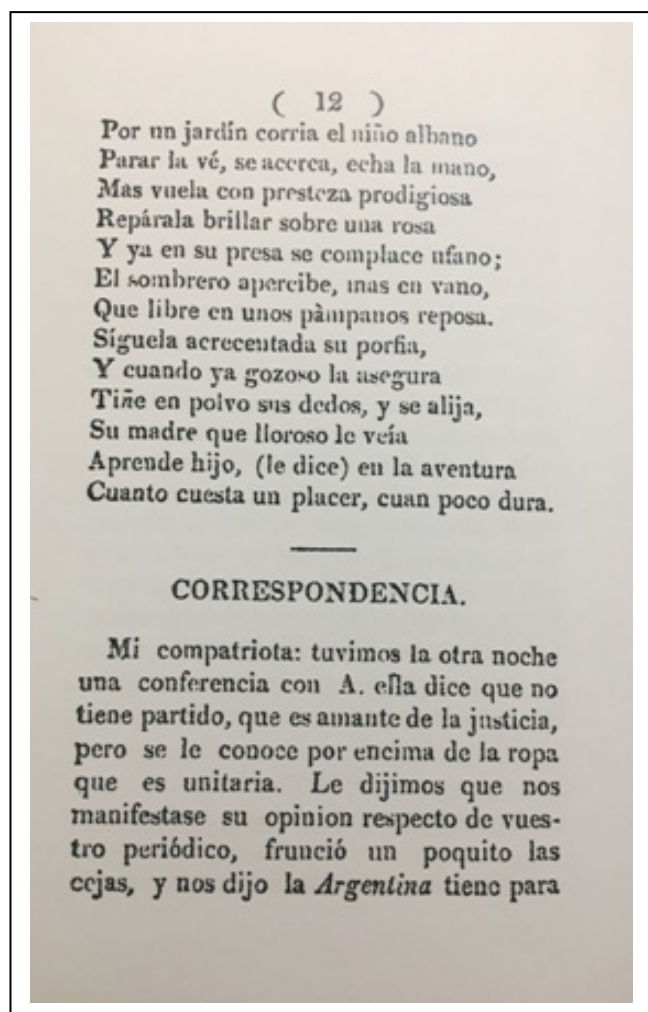 ( 12 )
Por un jardín corria el niño albano
Parar la vé, se acerca, echa la mano,
Mas vuela con presteza prodigiosa
Repárala brillar sobre una rosa
Y ya en su presa se complace ufano;
El sombrero apercibe, mas en vano,
Que libre en unos pàmpanos reposa.
Síguela acrecentada su porfia,
Y cuando ya gozoso la asegura
Tiñe en polvo sus dedos, y se alija,
Su madre que lloroso le veía
Aprende hijo, (le dice) en la aventura
Cuanto cuesta un placer, cuan poco dura.
CORRESPONDENCIA.
Mi compatriota: tuvimos la otra noche
una conferencia con A. ella dice que no
tiene partido, que es amante de la justicia,
pero se le conoce por encima de la ropa
que es unitaria. Le dijimos que nos
manifestase su opinion respecto de vues-
tro periódico, frunció un poquito las
cejas, y nos dijo la Argentina tiene para